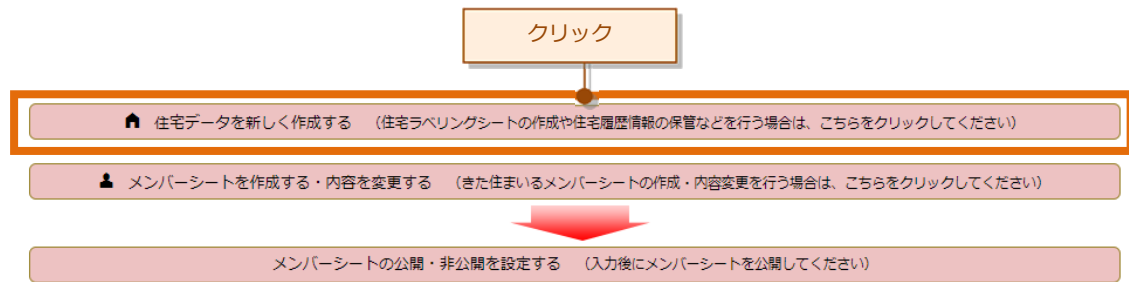 クリック
住宅データを新しく作成する （住宅ラベリングシートの作成や住宅履歴情報の保管などを行う場合は、こちらをクリックしてください）
メンバーシートを作成する・内容を変更する （きた住まいるメンバーシートの作成・内容変更を行う場合は、こちらをクリックしてください）
メンバーシートの公開・非公開を設定する （入力後にメンバーシートを公開してください）